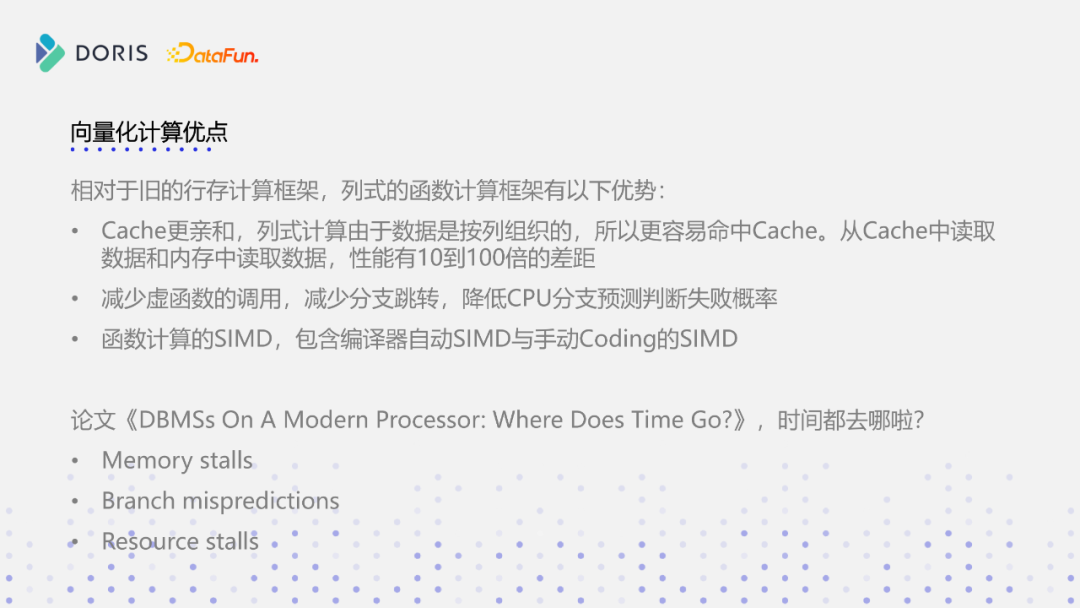 DORIS DataFun.
向量化计算优点
相对于旧的行存计算框架，列式的函数计算框架有以下优势：
• Cache更亲和，列式计算由于数据是按列组织的，所以更容易命中Cache。从Cache中读取
数据和内存中读取数据，性能有10到100倍的差距
• 减少虚函数的调用，减少分支跳转，降低CPU分支预测判断失败概率
• 函数计算的SIMD，包含编译器自动SIMD与手动Coding的SIMD
论文《DBMSs On A Modern Processor: Where Does Time Go?》，时间都去哪啦？
• Memory stalls
• Branch mispredictions
• Resource stalls